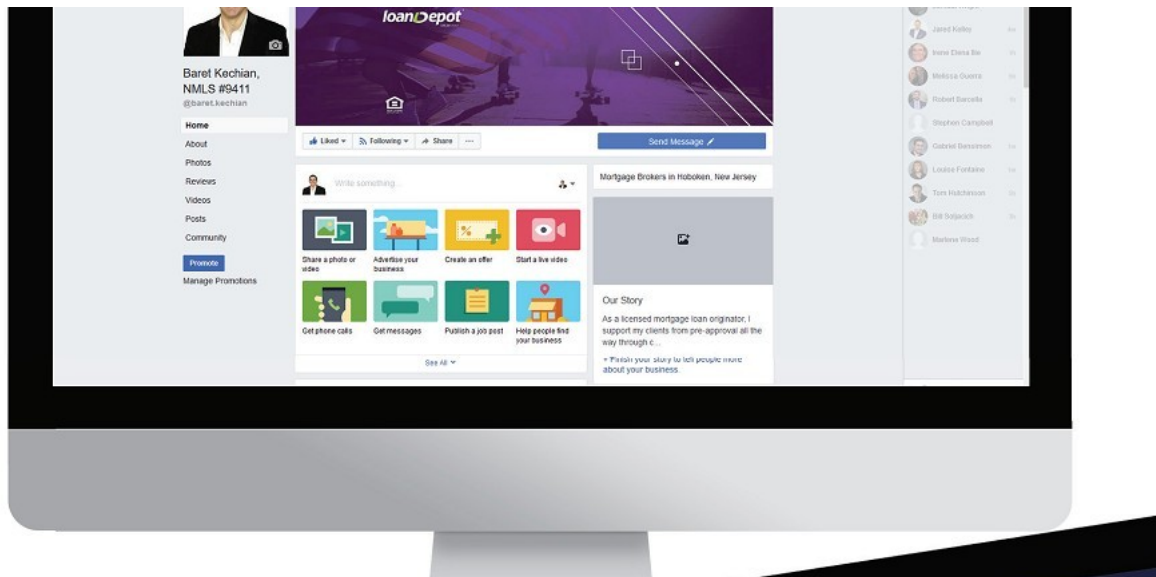 loanDepot
Baret Kechian,
NMLS #9411
@baret.kechian
Home
About
Photos
Reviews
Videos
Posts
Community
Promote
Manage Promotions
Liked
Following
Share
Send Message
Write something...
Share a photo or
video
Advertise your
business
Create an offer
Start a live video
Get phone calls
Get messages
Publish a job post
Help people find
your business
See All
Mortgage Brokers in Hoboken, New Jersey
Our Story
As a licensed mortgage loan originator, I
support my clients from pre-approval all the
way through c...
+ Finish your story to tell people more
about your business.
Jared Kelley
Irene Elena Ilie
Melissa Guerra
Robert Barcella
Stephen Campbell
Gabriel Bessimon
Louise Fontaine
Tom Hutchinson
Bill Soljacich
Marlene Wood